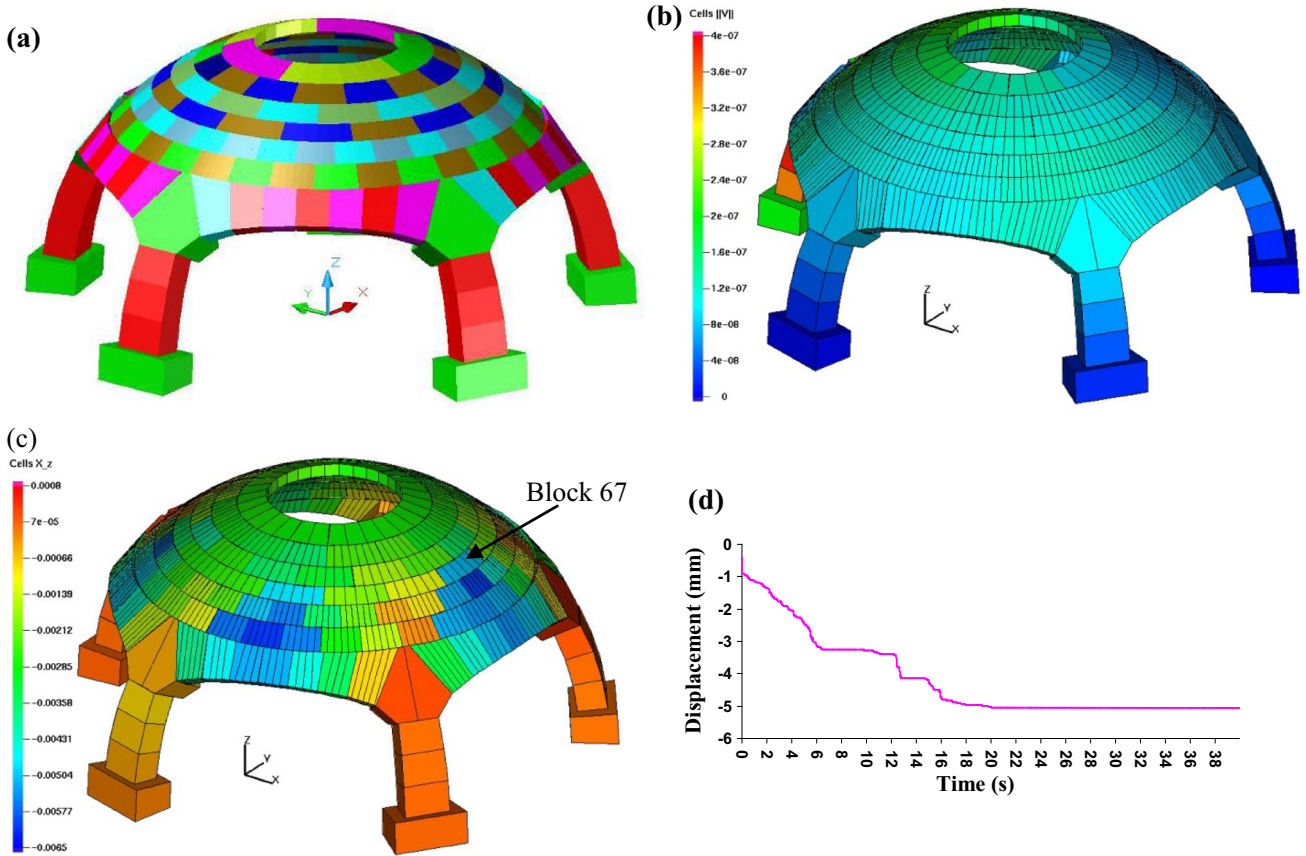 (a)
Z
Y
X
(b)
Cells ||V||
4e-07
3.2e-07
2.8e-07
2.4e-07
2e-07
1.6e-07
1.2e-07
8e-08
4e-08
0
Z
Y
X
(c)
Cells X_z
0.0008
7e-05
-0.00066
-0.00139
-0.00212
-0.00285
-0.00358
-0.00431
-0.00504
-0.00577
-0.0065
Block 67
Z
Y
X
(d)
Displacement (mm)
0
-1
-2
-3
-4
-5
-6
0 2 4 6 8 10 12 14 16 18 20 22 24 26 28 30 32 34 36 38
Time (s)